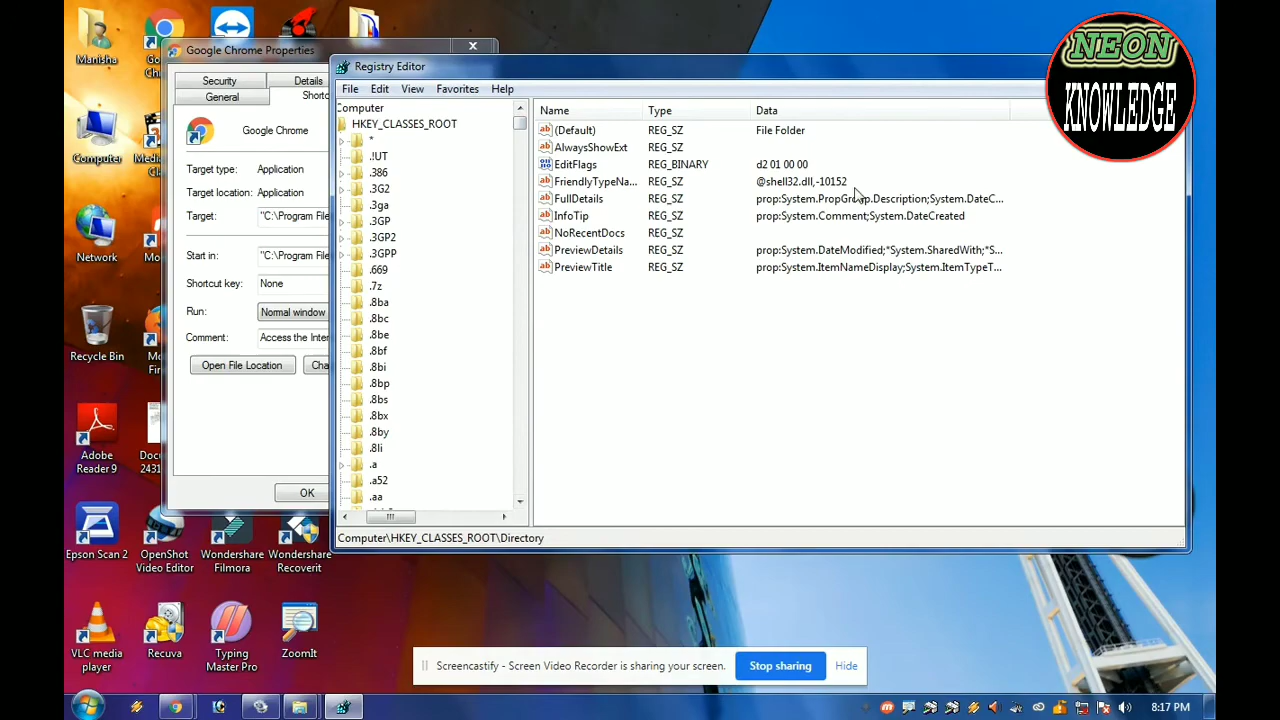 NEON
KNOWLEDGE
Manisha
Computer
Network
Recycle Bin
Adobe
Reader 9
Epson Scan 2
OpenShot
Video Editor
Wondershare
Filmora
Wondershare
Recoverit
VLC media
player
Recuva
Typing
Master Pro
ZoomIt
Google Chrome Properties
Security
Details
General
Google Chrome
Target type:
Application
Target location:
Application
Target:
"C:\Program File
Start in:
"C:\Program File
Shortcut key:
None
Run:
Normal window
Comment:
Access the Inter
Open File Location
OK
Registry Editor
File Edit View Favorites Help
Computer
HKEY_CLASSES_ROOT
*
.!UT
.386
.3G2
.3ga
.3GP
.3GP2
.3GPP
.669
.7z
.8ba
.8bc
.8be
.8bf
.8bi
.8bp
.8bs
.8bx
.8by
.8li
.a
.a52
.aa
Name Type Data
(Default) REG_SZ File Folder
AlwaysShowExt REG_SZ
EditFlags REG_BINARY d2 01 00 00
FriendlyTypeNa... REG_SZ @shell32.dll,-10152
FullDetails REG_SZ prop:System.PropGroup.Description;System.DateC...
InfoTip REG_SZ prop:System.Comment;System.DateCreated
NoRecentDocs REG_SZ
PreviewDetails REG_SZ prop:System.DateModified;*System.SharedWith;*S...
PreviewTitle REG_SZ prop:System.ItemNameDisplay;System.ItemTypeT...
Computer\HKEY_CLASSES_ROOT\Directory
Screencastify - Screen Video Recorder is sharing your screen.
Stop sharing
Hide
8:17 PM